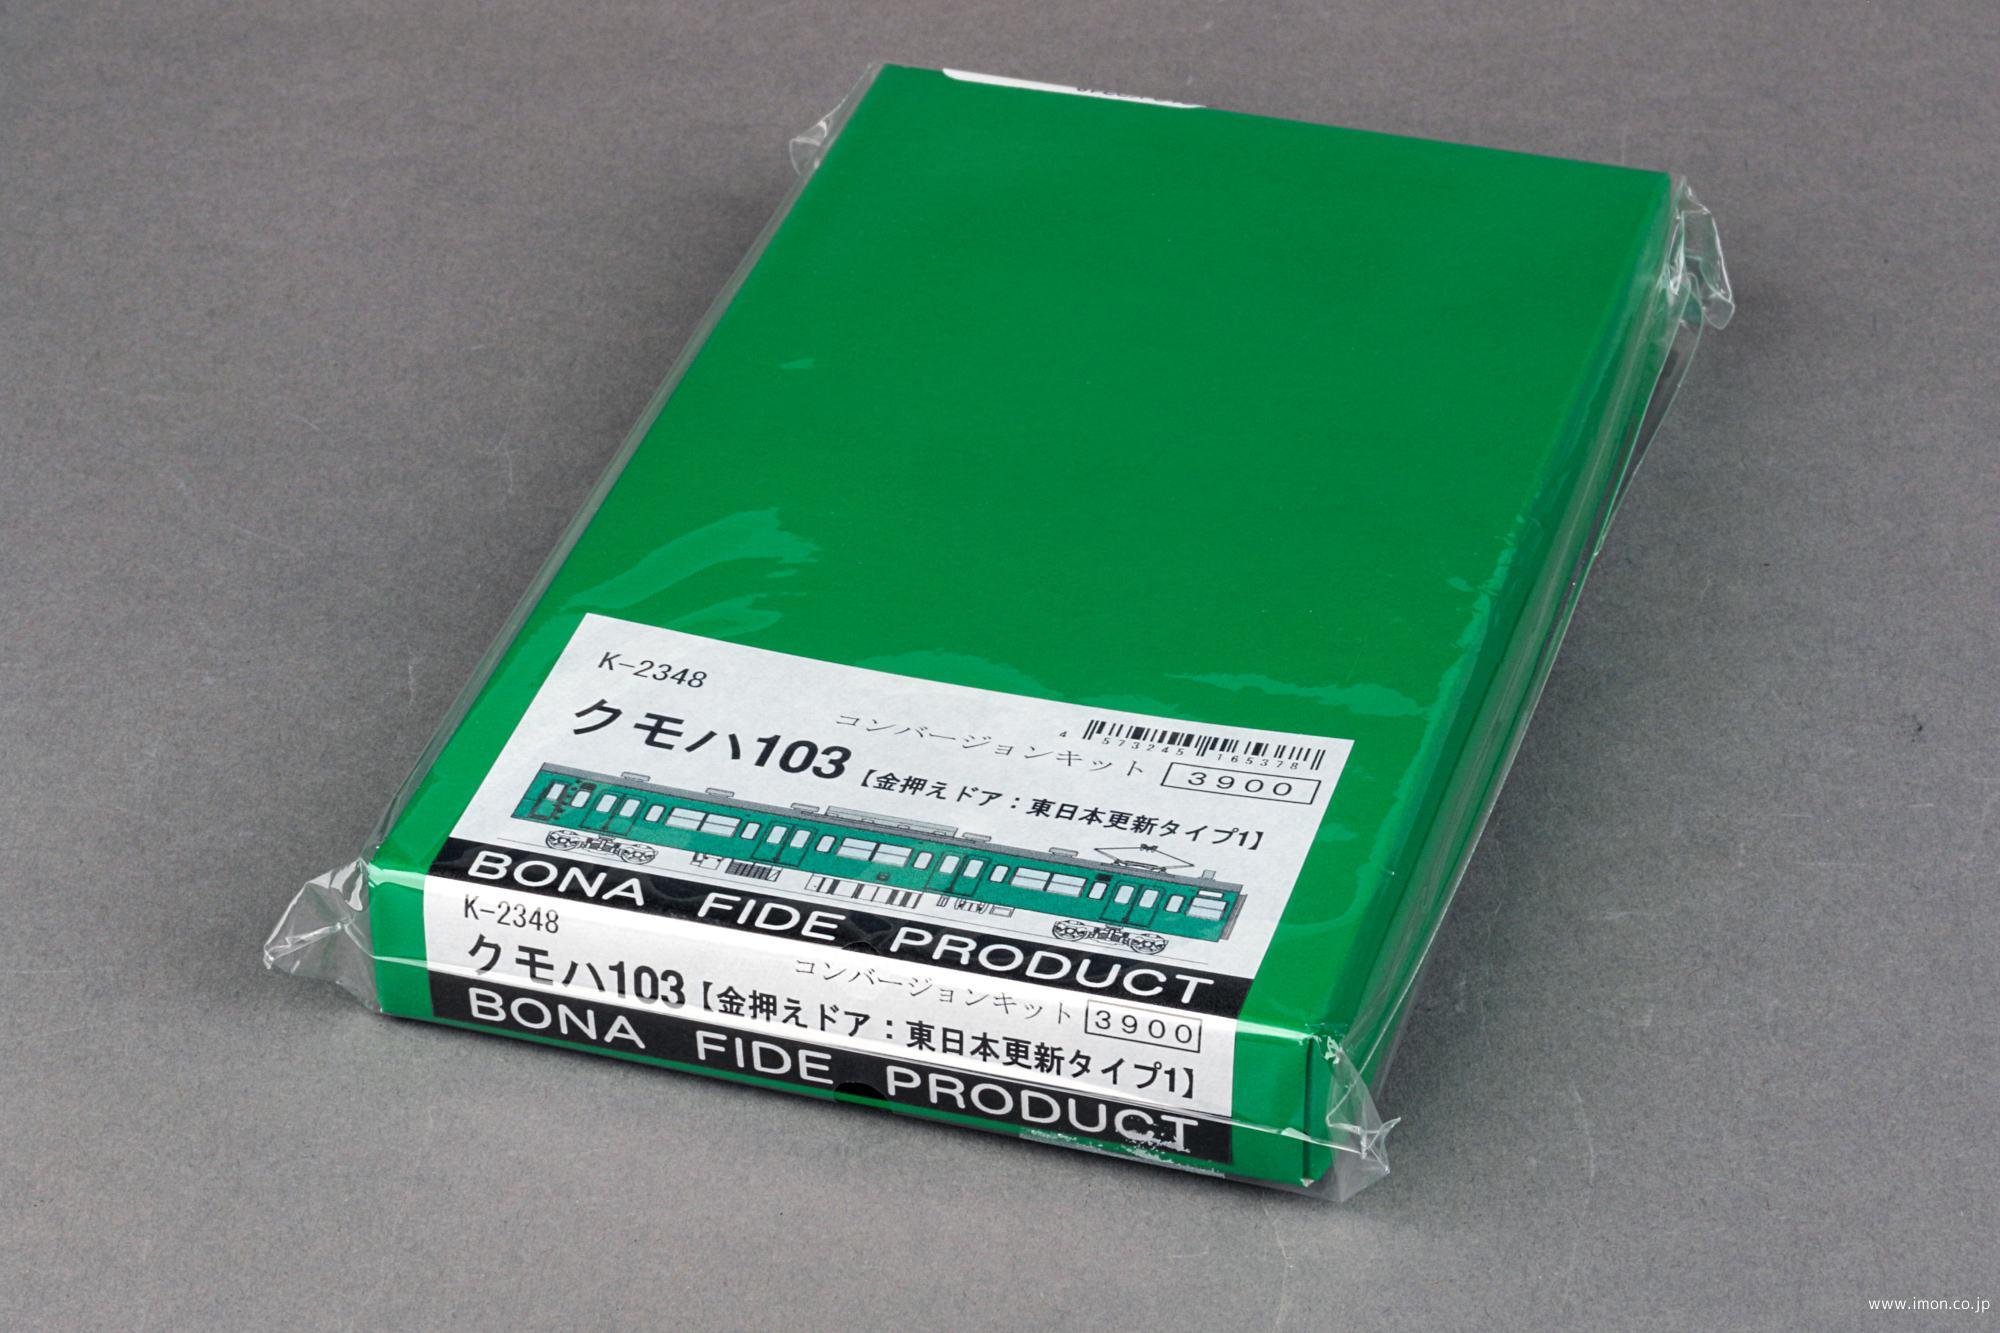 K-2348
コンバージョンキット
クモハ103
【金押えドア：東日本更新タイプ1】
4 573245 165378
3900
BONA FIDE PRODUCT
K-2348
コンバージョンキット
クモハ103【金押えドア：東日本更新タイプ1】
3900
BONA FIDE PRODUCT
www.imon.co.jp